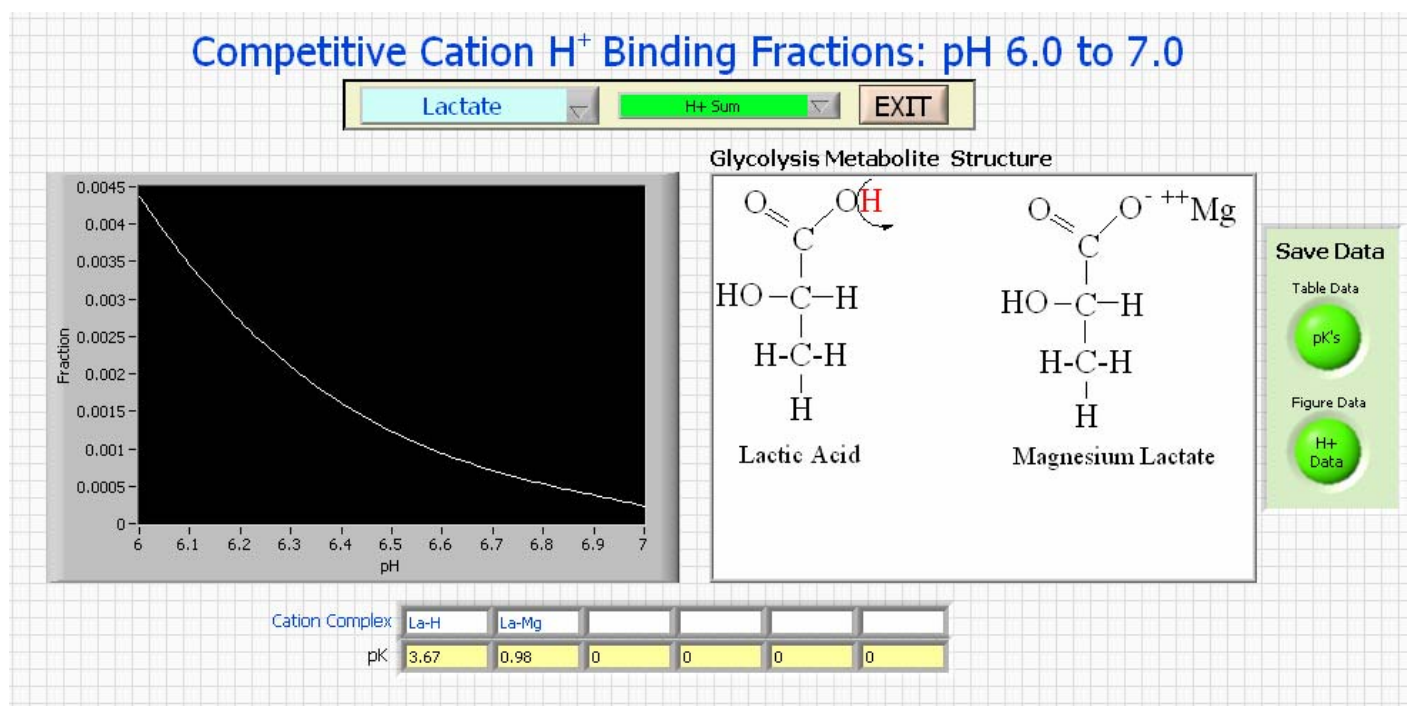 Competitive Cation H⁺ Binding Fractions: pH 6.0 to 7.0
Lactate
H+ Sum
EXIT
Glycolysis Metabolite Structure
Fraction
0.0045
0.004
0.0035
0.003
0.0025
0.002
0.0015
0.001
0.0005
0
6 6.1 6.2 6.3 6.4 6.5 6.6 6.7 6.8 6.9 7
pH
O OH
C
HO–C–H
H-C-H
H
Lactic Acid
O O⁻ ⁺⁺Mg
C
HO–C–H
H-C-H
H
Magnesium Lactate
Save Data
Table Data
pK's
Figure Data
H+
Data
Cation Complex La-H La-Mg
pK 3.67 0.98 0 0 0 0